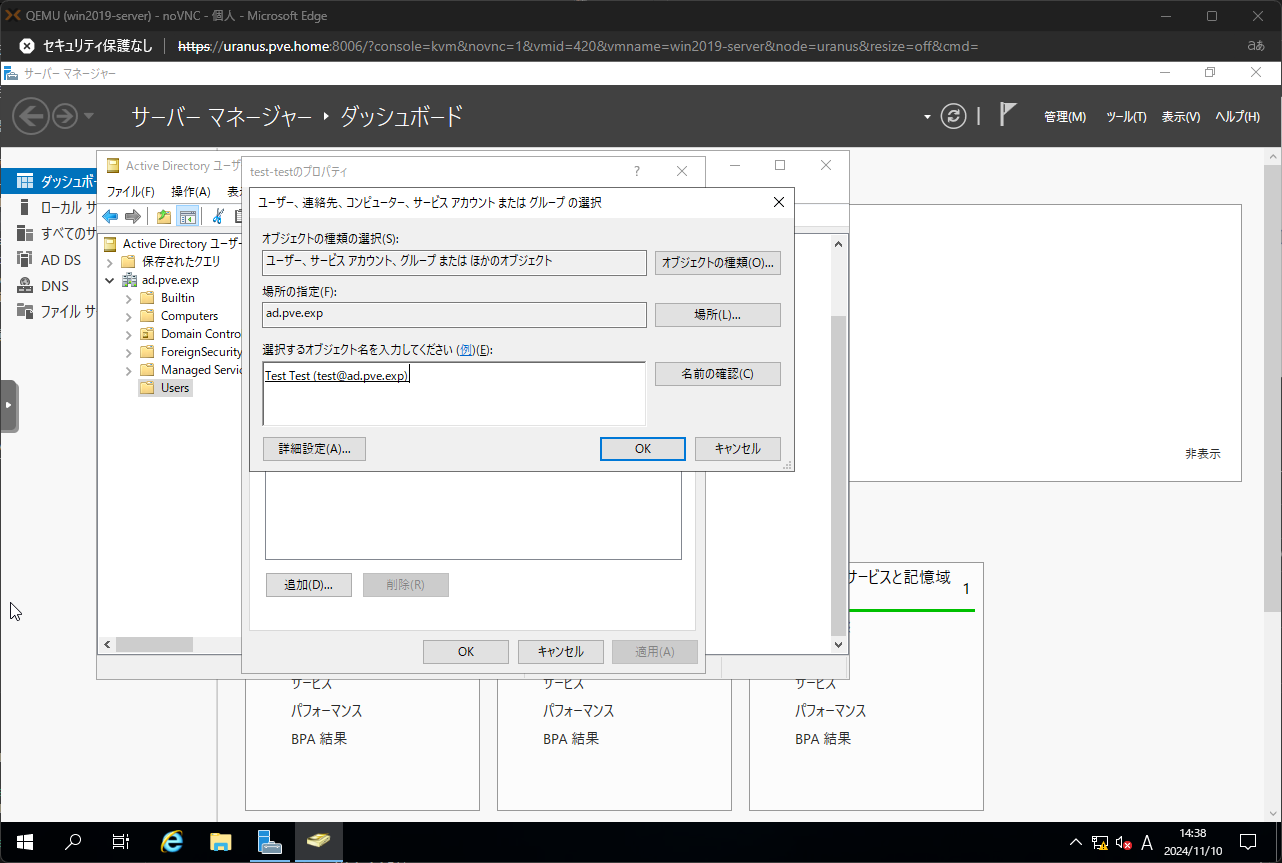 QEMU (win2019-server) - noVNC - 個人 - Microsoft Edge
セキュリティ保護なし
https://uranus.pve.home:8006/?console=kvm&novnc=1&vmid=420&vmname=win2019-server&node=uranus&resize=off&cmd=
aあ
サーバー マネージャー
サーバー マネージャー ‣ ダッシュボード
管理(M) ツール(T) 表示(V) ヘルプ(H)
ダッシュボ
ローカル サ
すべてのサ
AD DS
DNS
ファイル サ
Active Directory ユーザ
ファイル(F) 操作(A) 表
Active Directory ユーザー
保存されたクエリ
ad.pve.exp
Builtin
Computers
Domain Contro
ForeignSecurity
Managed Servic
Users
test-testのプロパティ
?
ユーザー、連絡先、コンピューター、サービス アカウント または グループ の選択
オブジェクトの種類の選択(S):
ユーザー、サービス アカウント、グループ または ほかのオブジェクト
オブジェクトの種類(O)...
場所の指定(F):
ad.pve.exp
場所(L)...
選択するオブジェクト名を入力してください (例)(E):
Test Test (test@ad.pve.exp)
名前の確認(C)
詳細設定(A)...
OK
キャンセル
追加(D)...
削除(R)
OK
キャンセル
適用(A)
非表示
サービスと記憶域
1
サービス
パフォーマンス
BPA 結果
サービス
パフォーマンス
BPA 結果
サービス
パフォーマンス
BPA 結果
A
14:38
2024/11/10